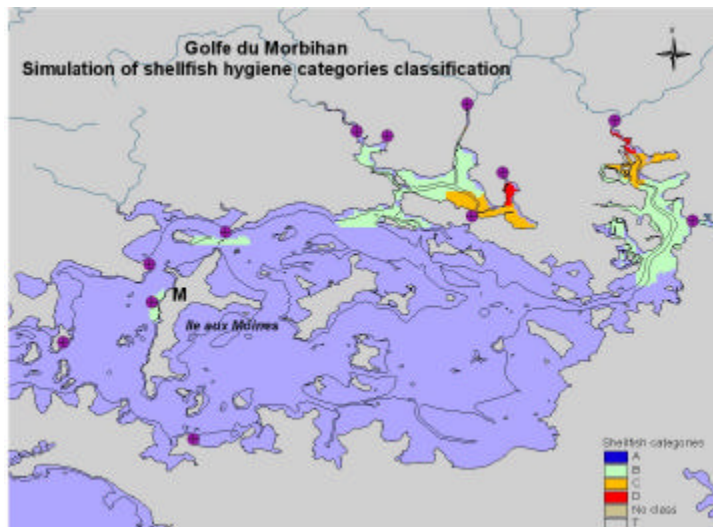 Golfe du Morbihan
Simulation of shellfish hygiene categories classification
M
Ile aux Moines
Shellfish categories
A
B
C
D
No class